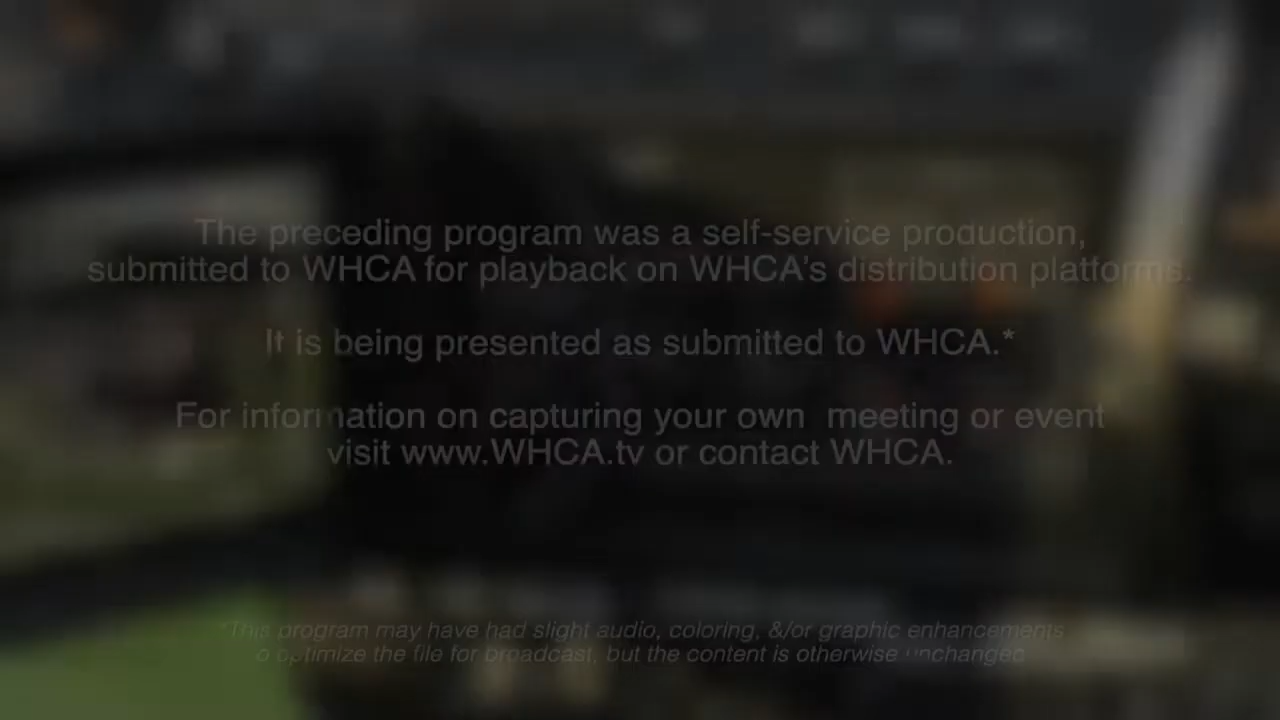 The preceding program was a self-service production,
submitted to WHCA for playback on WHCA's distribution platforms.
It is being presented as submitted to WHCA.*
For information on capturing your own meeting or event
visit www.WHCA.tv or contact WHCA.
*This program may have had slight audio, coloring, &/or graphic enhancements
o optimize the file for broadcast, but the content is otherwise unchanged